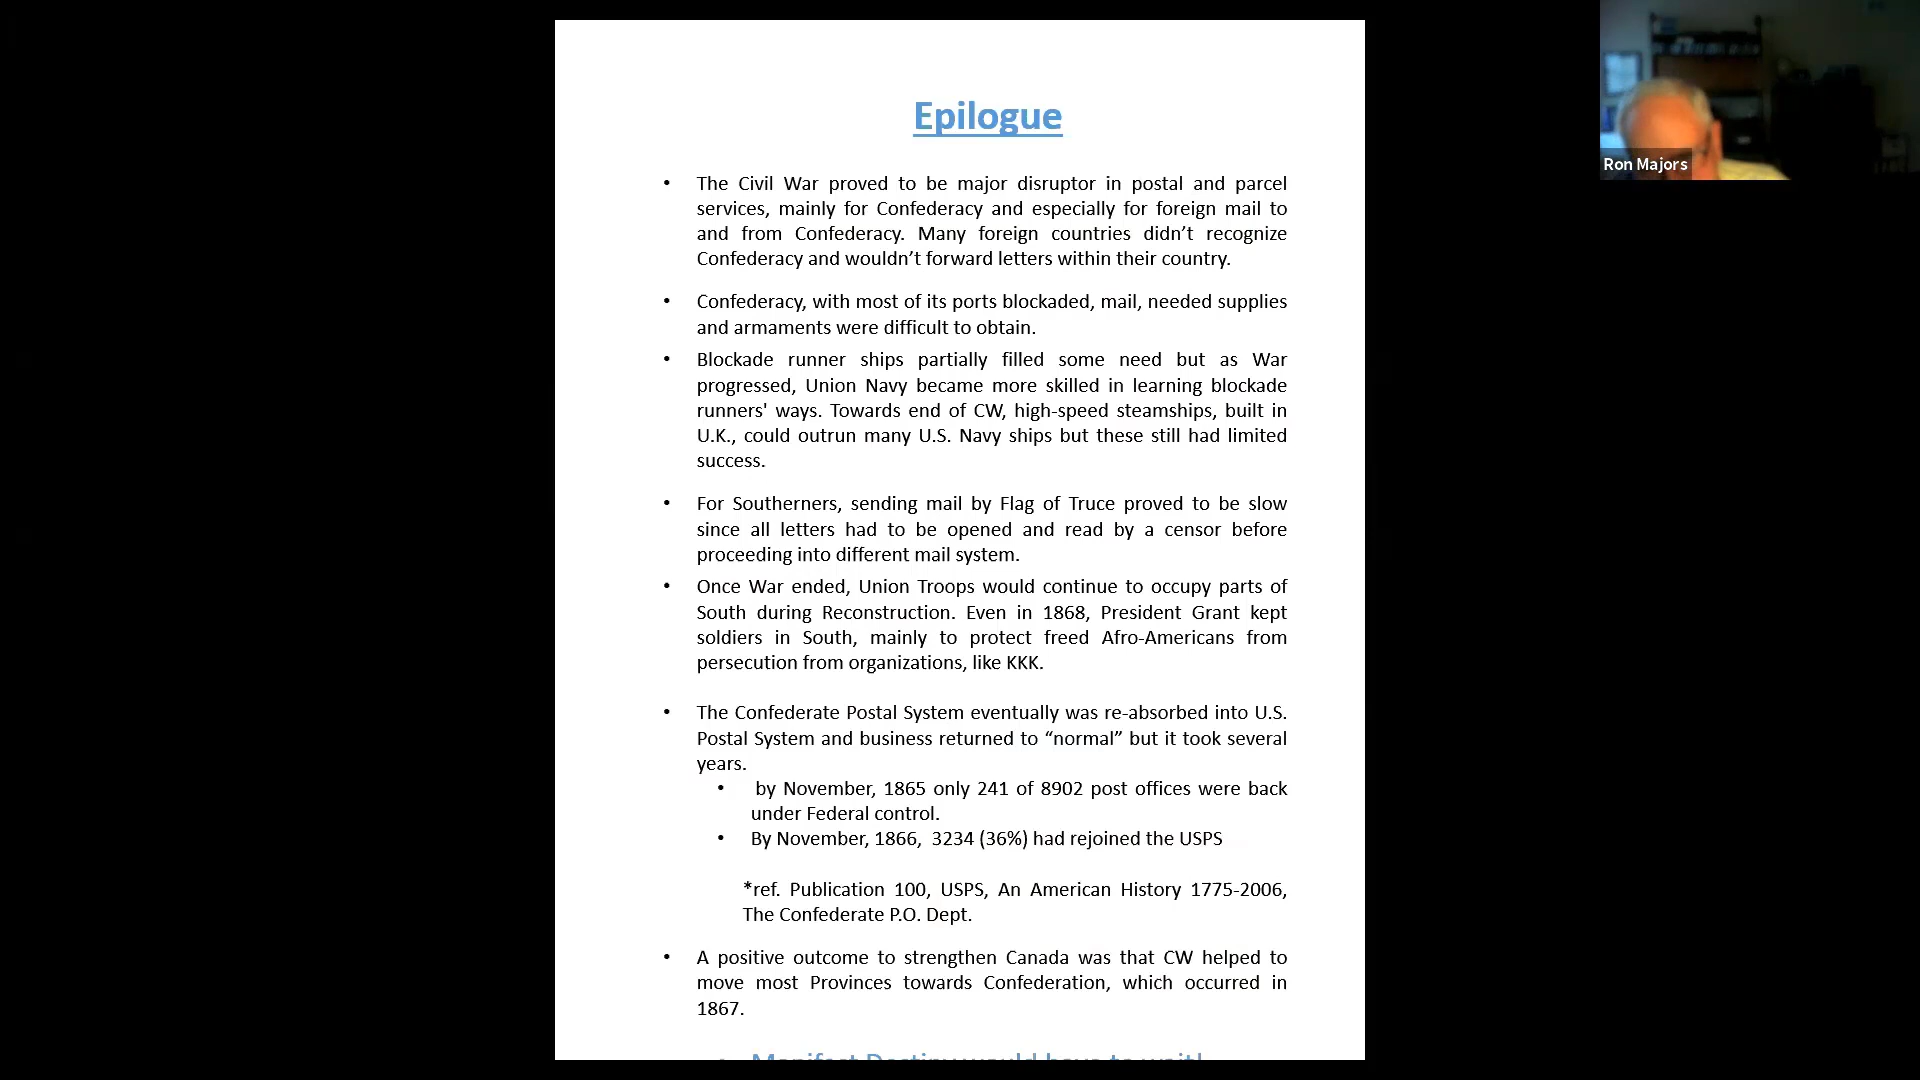 Epilogue
Ron Majors
• The Civil War proved to be major disruptor in postal and parcel
services, mainly for Confederacy and especially for foreign mail to
and from Confederacy. Many foreign countries didn’t recognize
Confederacy and wouldn’t forward letters within their country.
• Confederacy, with most of its ports blockaded, mail, needed supplies
and armaments were difficult to obtain.
• Blockade runner ships partially filled some need but as War
progressed, Union Navy became more skilled in learning blockade
runners' ways. Towards end of CW, high-speed steamships, built in
U.K., could outrun many U.S. Navy ships but these still had limited
success.
• For Southerners, sending mail by Flag of Truce proved to be slow
since all letters had to be opened and read by a censor before
proceeding into different mail system.
• Once War ended, Union Troops would continue to occupy parts of
South during Reconstruction. Even in 1868, President Grant kept
soldiers in South, mainly to protect freed Afro-Americans from
persecution from organizations, like KKK.
• The Confederate Postal System eventually was re-absorbed into U.S.
Postal System and business returned to “normal” but it took several
years.
• by November, 1865 only 241 of 8902 post offices were back
under Federal control.
• By November, 1866, 3234 (36%) had rejoined the USPS
*ref. Publication 100, USPS, An American History 1775-2006,
The Confederate P.O. Dept.
• A positive outcome to strengthen Canada was that CW helped to
move most Provinces towards Confederation, which occurred in
1867.
• Manifest Destiny would have to wait!